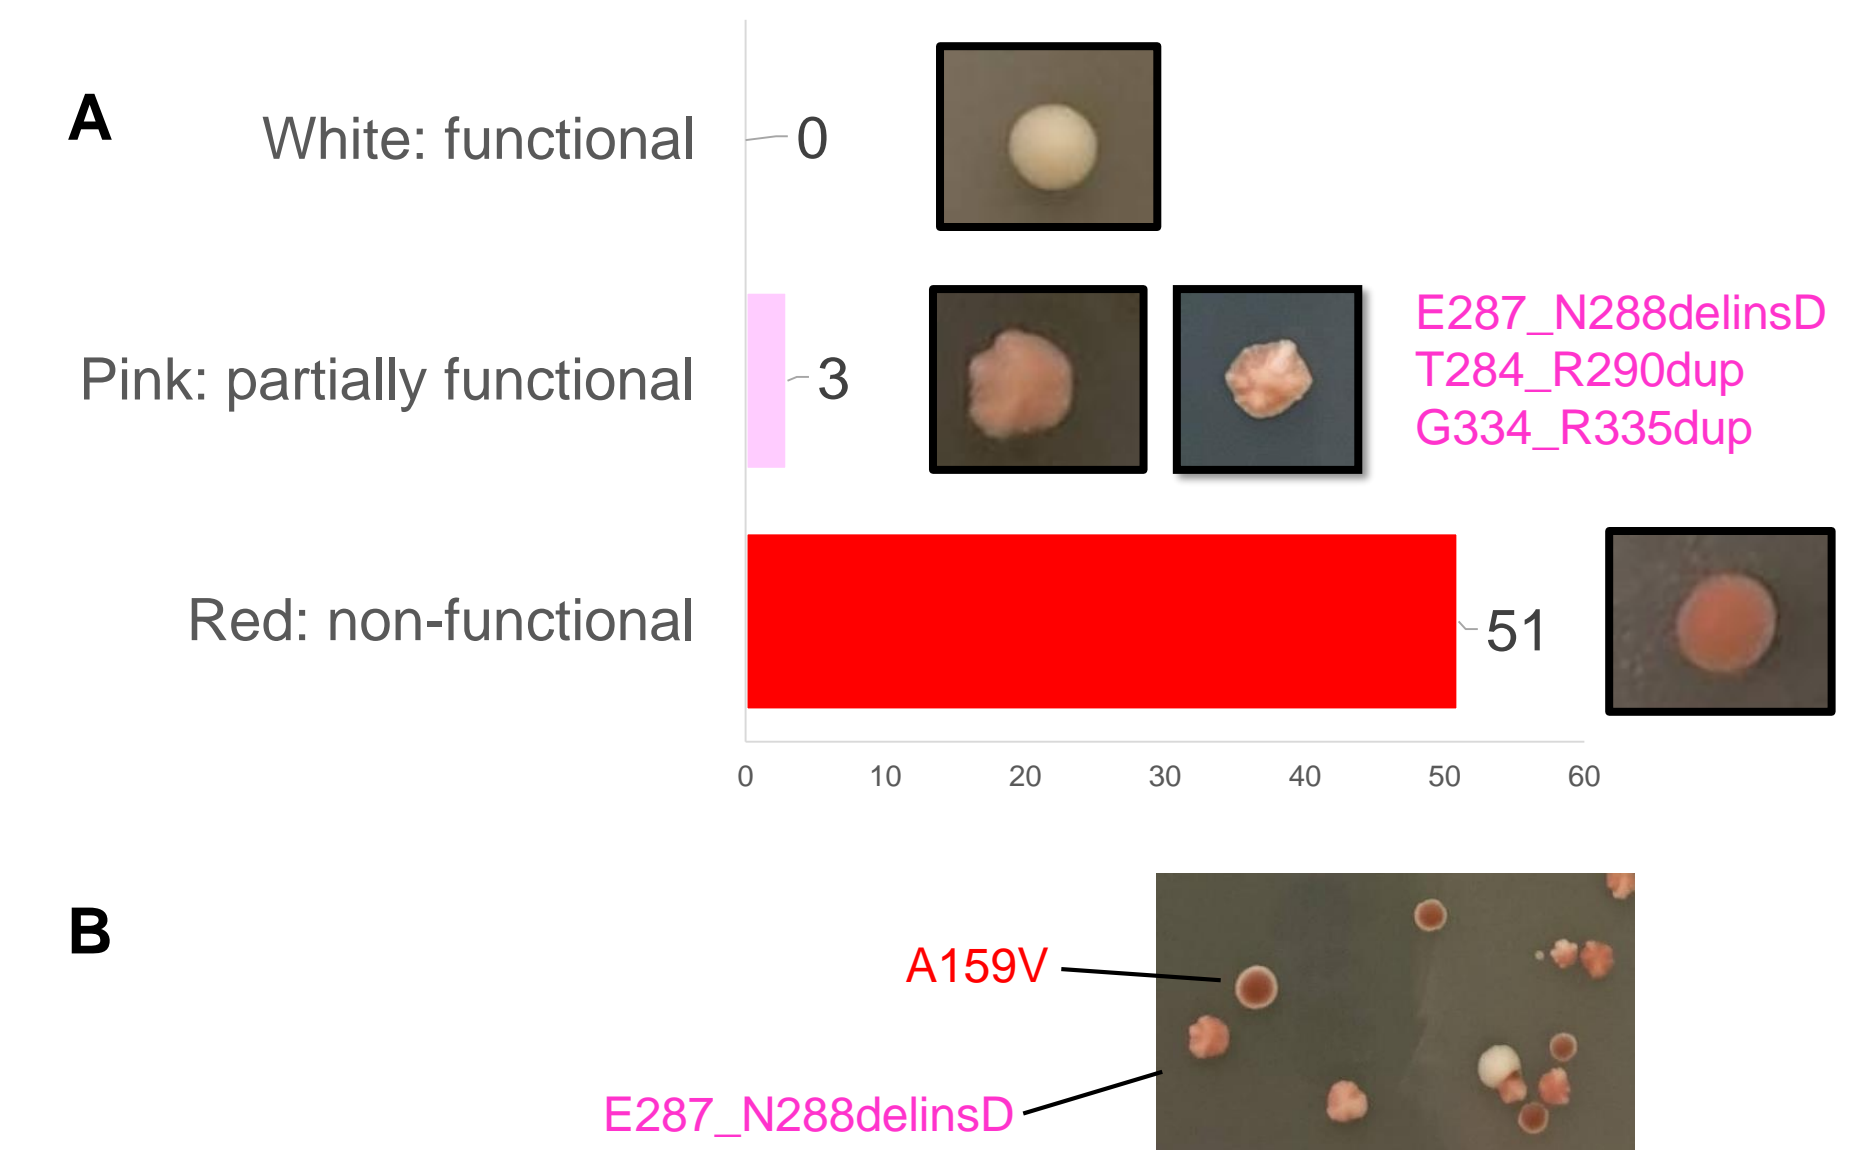 A
White: functional
0
Pink: partially functional
3
E287_N288delinsD
T284_R290dup
G334_R335dup
Red: non-functional
51
0 10 20 30 40 50 60
B
A159V
E287_N288delinsD